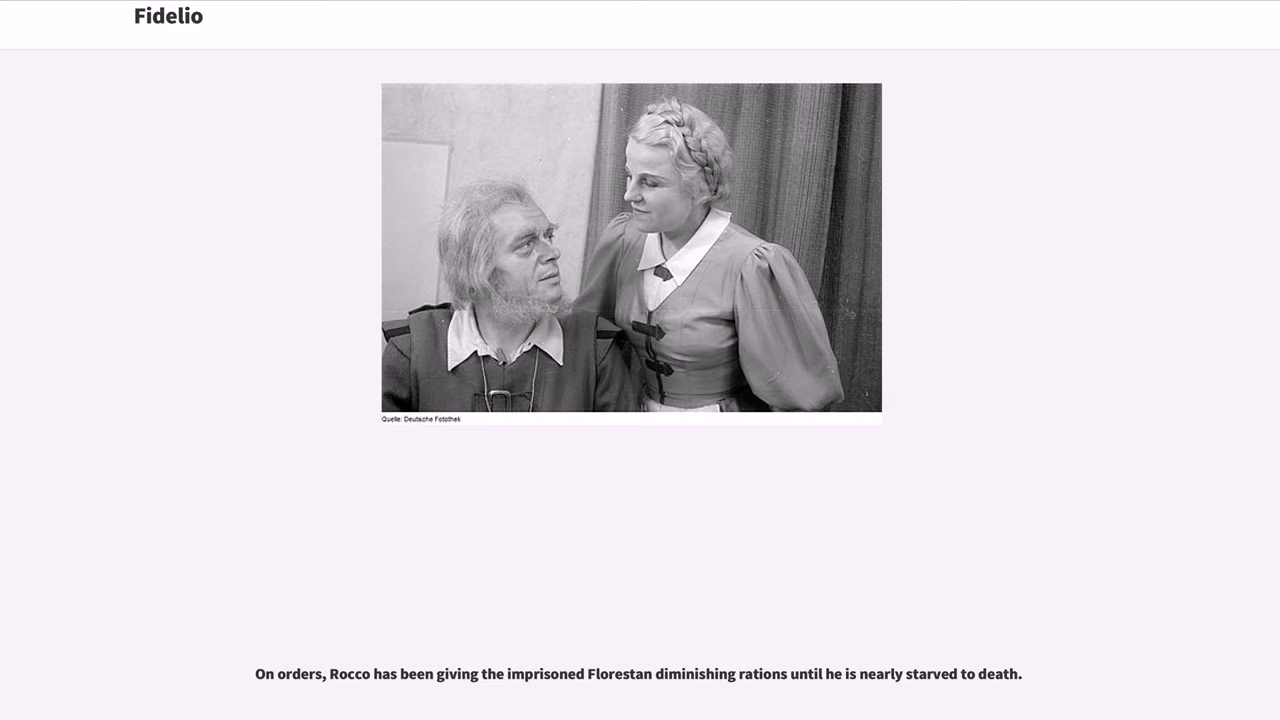 Fidelio
Quelle: Deutsche Fotothek
On orders, Rocco has been giving the imprisoned Florestan diminishing rations until he is nearly starved to death.